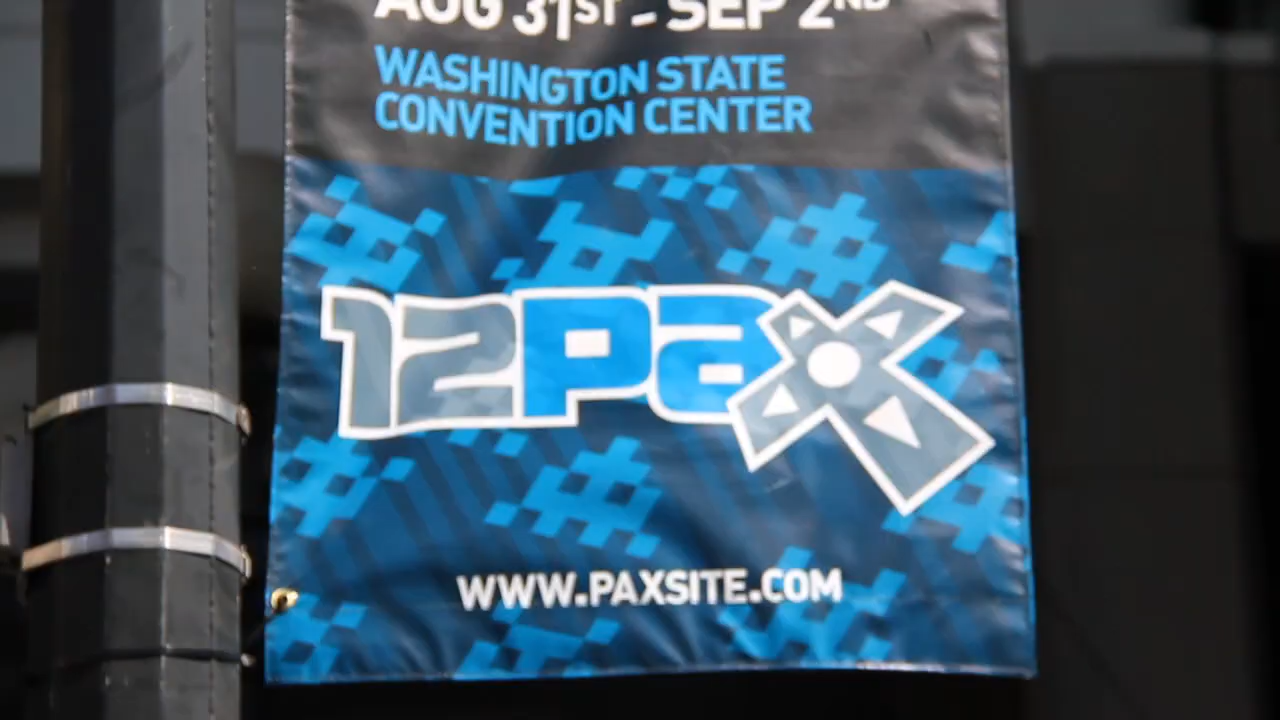 AUG 31ST - SEP 2ND
WASHINGTON STATE
CONVENTION CENTER
12PAX
WWW.PAXSITE.COM